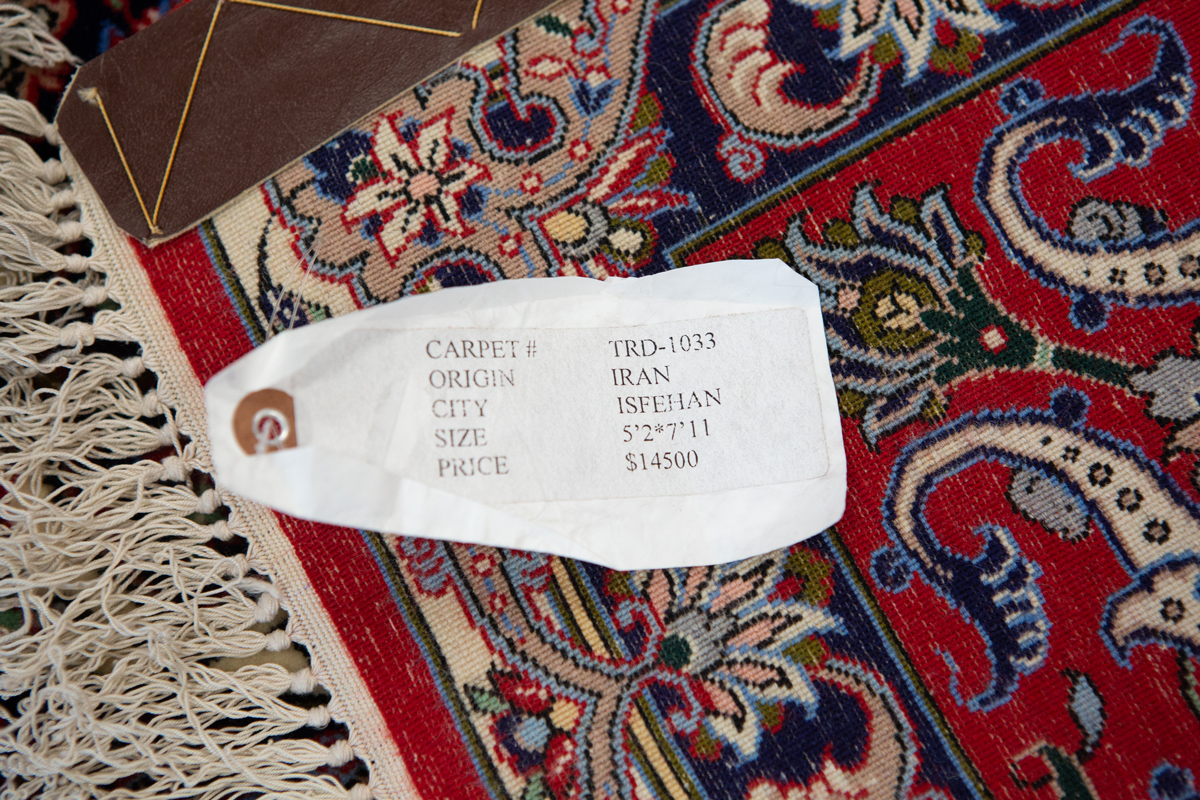 CARPET # TRD-1033
ORIGIN IRAN
CITY ISFEHAN
SIZE 5'2*7'11
PRICE $14500